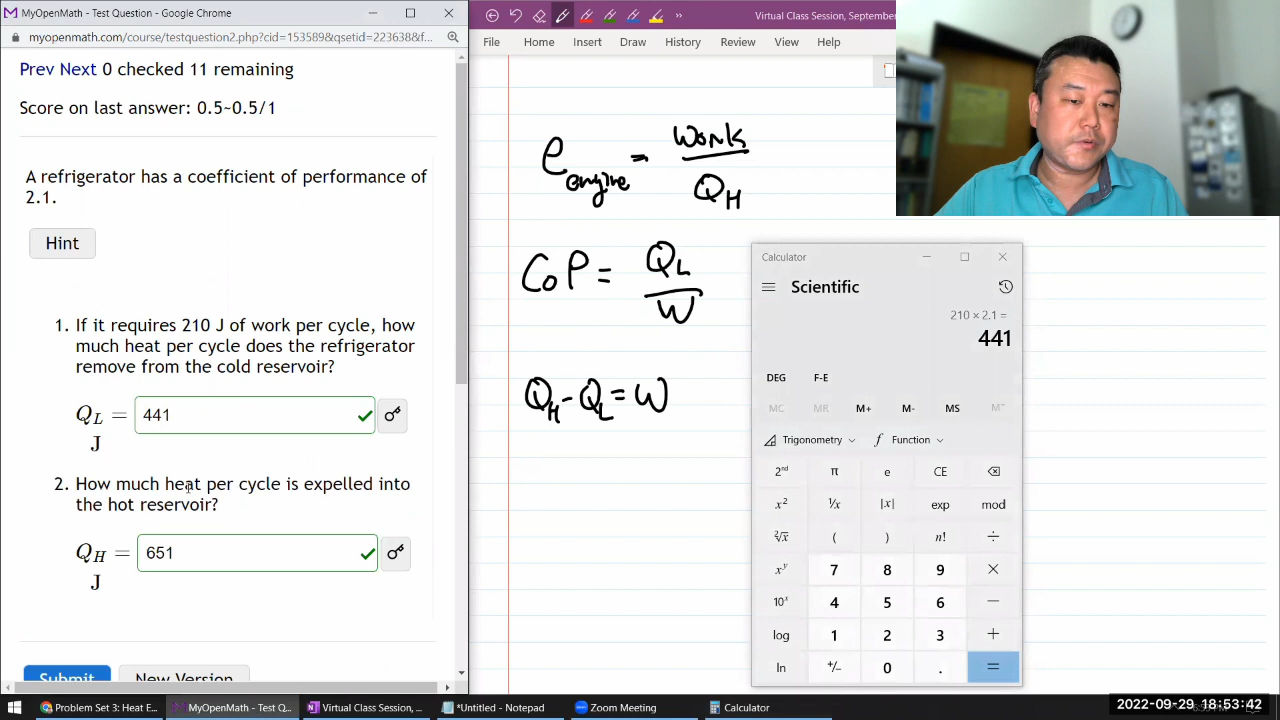 MyOpenMath - Test Question - Google Chrome
myopenmath.com/course/testquestion2.php?cid=153589&qsetid=223638&f...
Prev Next 0 checked 11 remaining
Score on last answer: 0.5~0.5/1
A refrigerator has a coefficient of performance of
2.1.
Hint
1. If it requires 210 J of work per cycle, how
much heat per cycle does the refrigerator
remove from the cold reservoir?
Q_L = 441
J
2. How much heat per cycle is expelled into
the hot reservoir?
Q_H = 651
J
Submit New Version
Virtual Class Session, September
File Home Insert Draw History Review View Help
e_engine = Work / Q_H
CoP = Q_L / W
Q_H - Q_L = W
Calculator
Scientific
210 × 2.1 =
441
DEG F-E
MC MR M+ M- MS M˅
Trigonometry Function
2nd π e CE
x² ¹/x |x| exp mod
²√x ( ) n! ÷
xʸ 7 8 9 ×
10ˣ 4 5 6 −
log 1 2 3 +
ln +/− 0 . =
Problem Set 3: Heat E... MyOpenMath - Test Q... Virtual Class Session, ... *Untitled - Notepad Zoom Meeting Calculator
2022-09-29 18:53:42